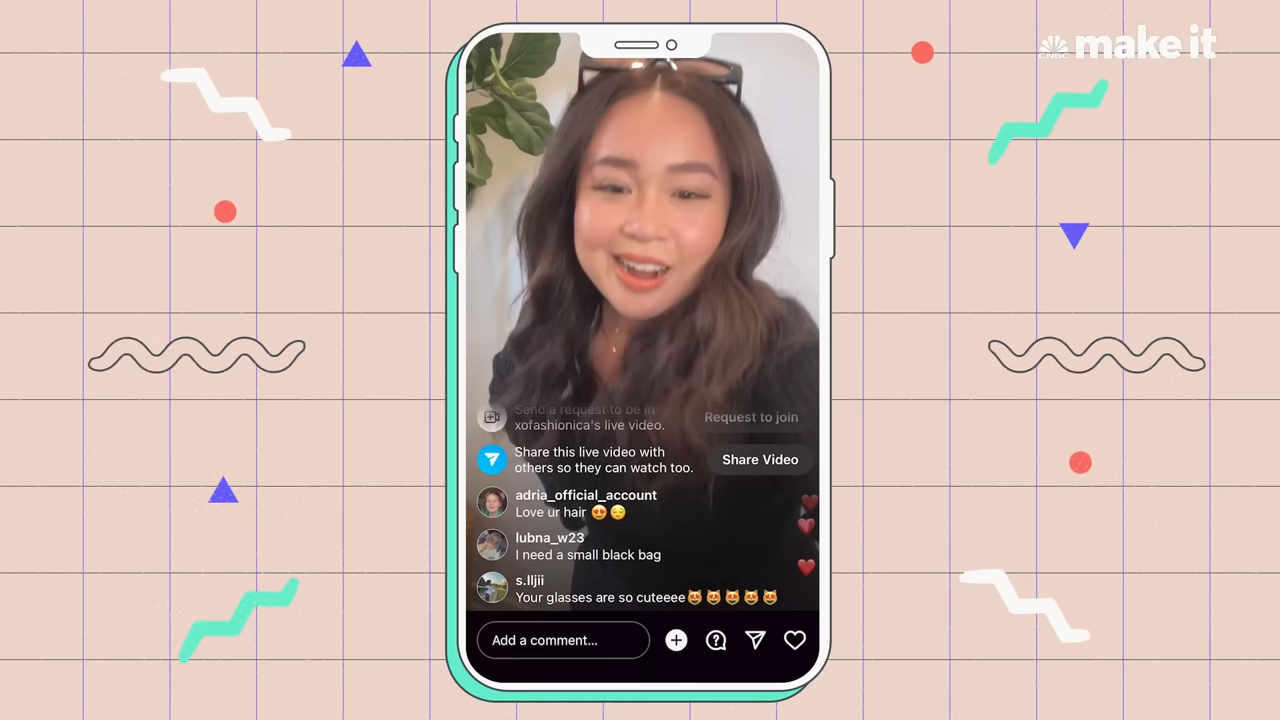 CNBC make it
Send a request to be in
xofashionica's live video.
Request to join
Share this live video with
others so they can watch too.
Share Video
adria_official_account
Love ur hair 😍😌
lubna_w23
I need a small black bag
s.lljii
Your glasses are so cuteeee😻😻😻😻😻
Add a comment...